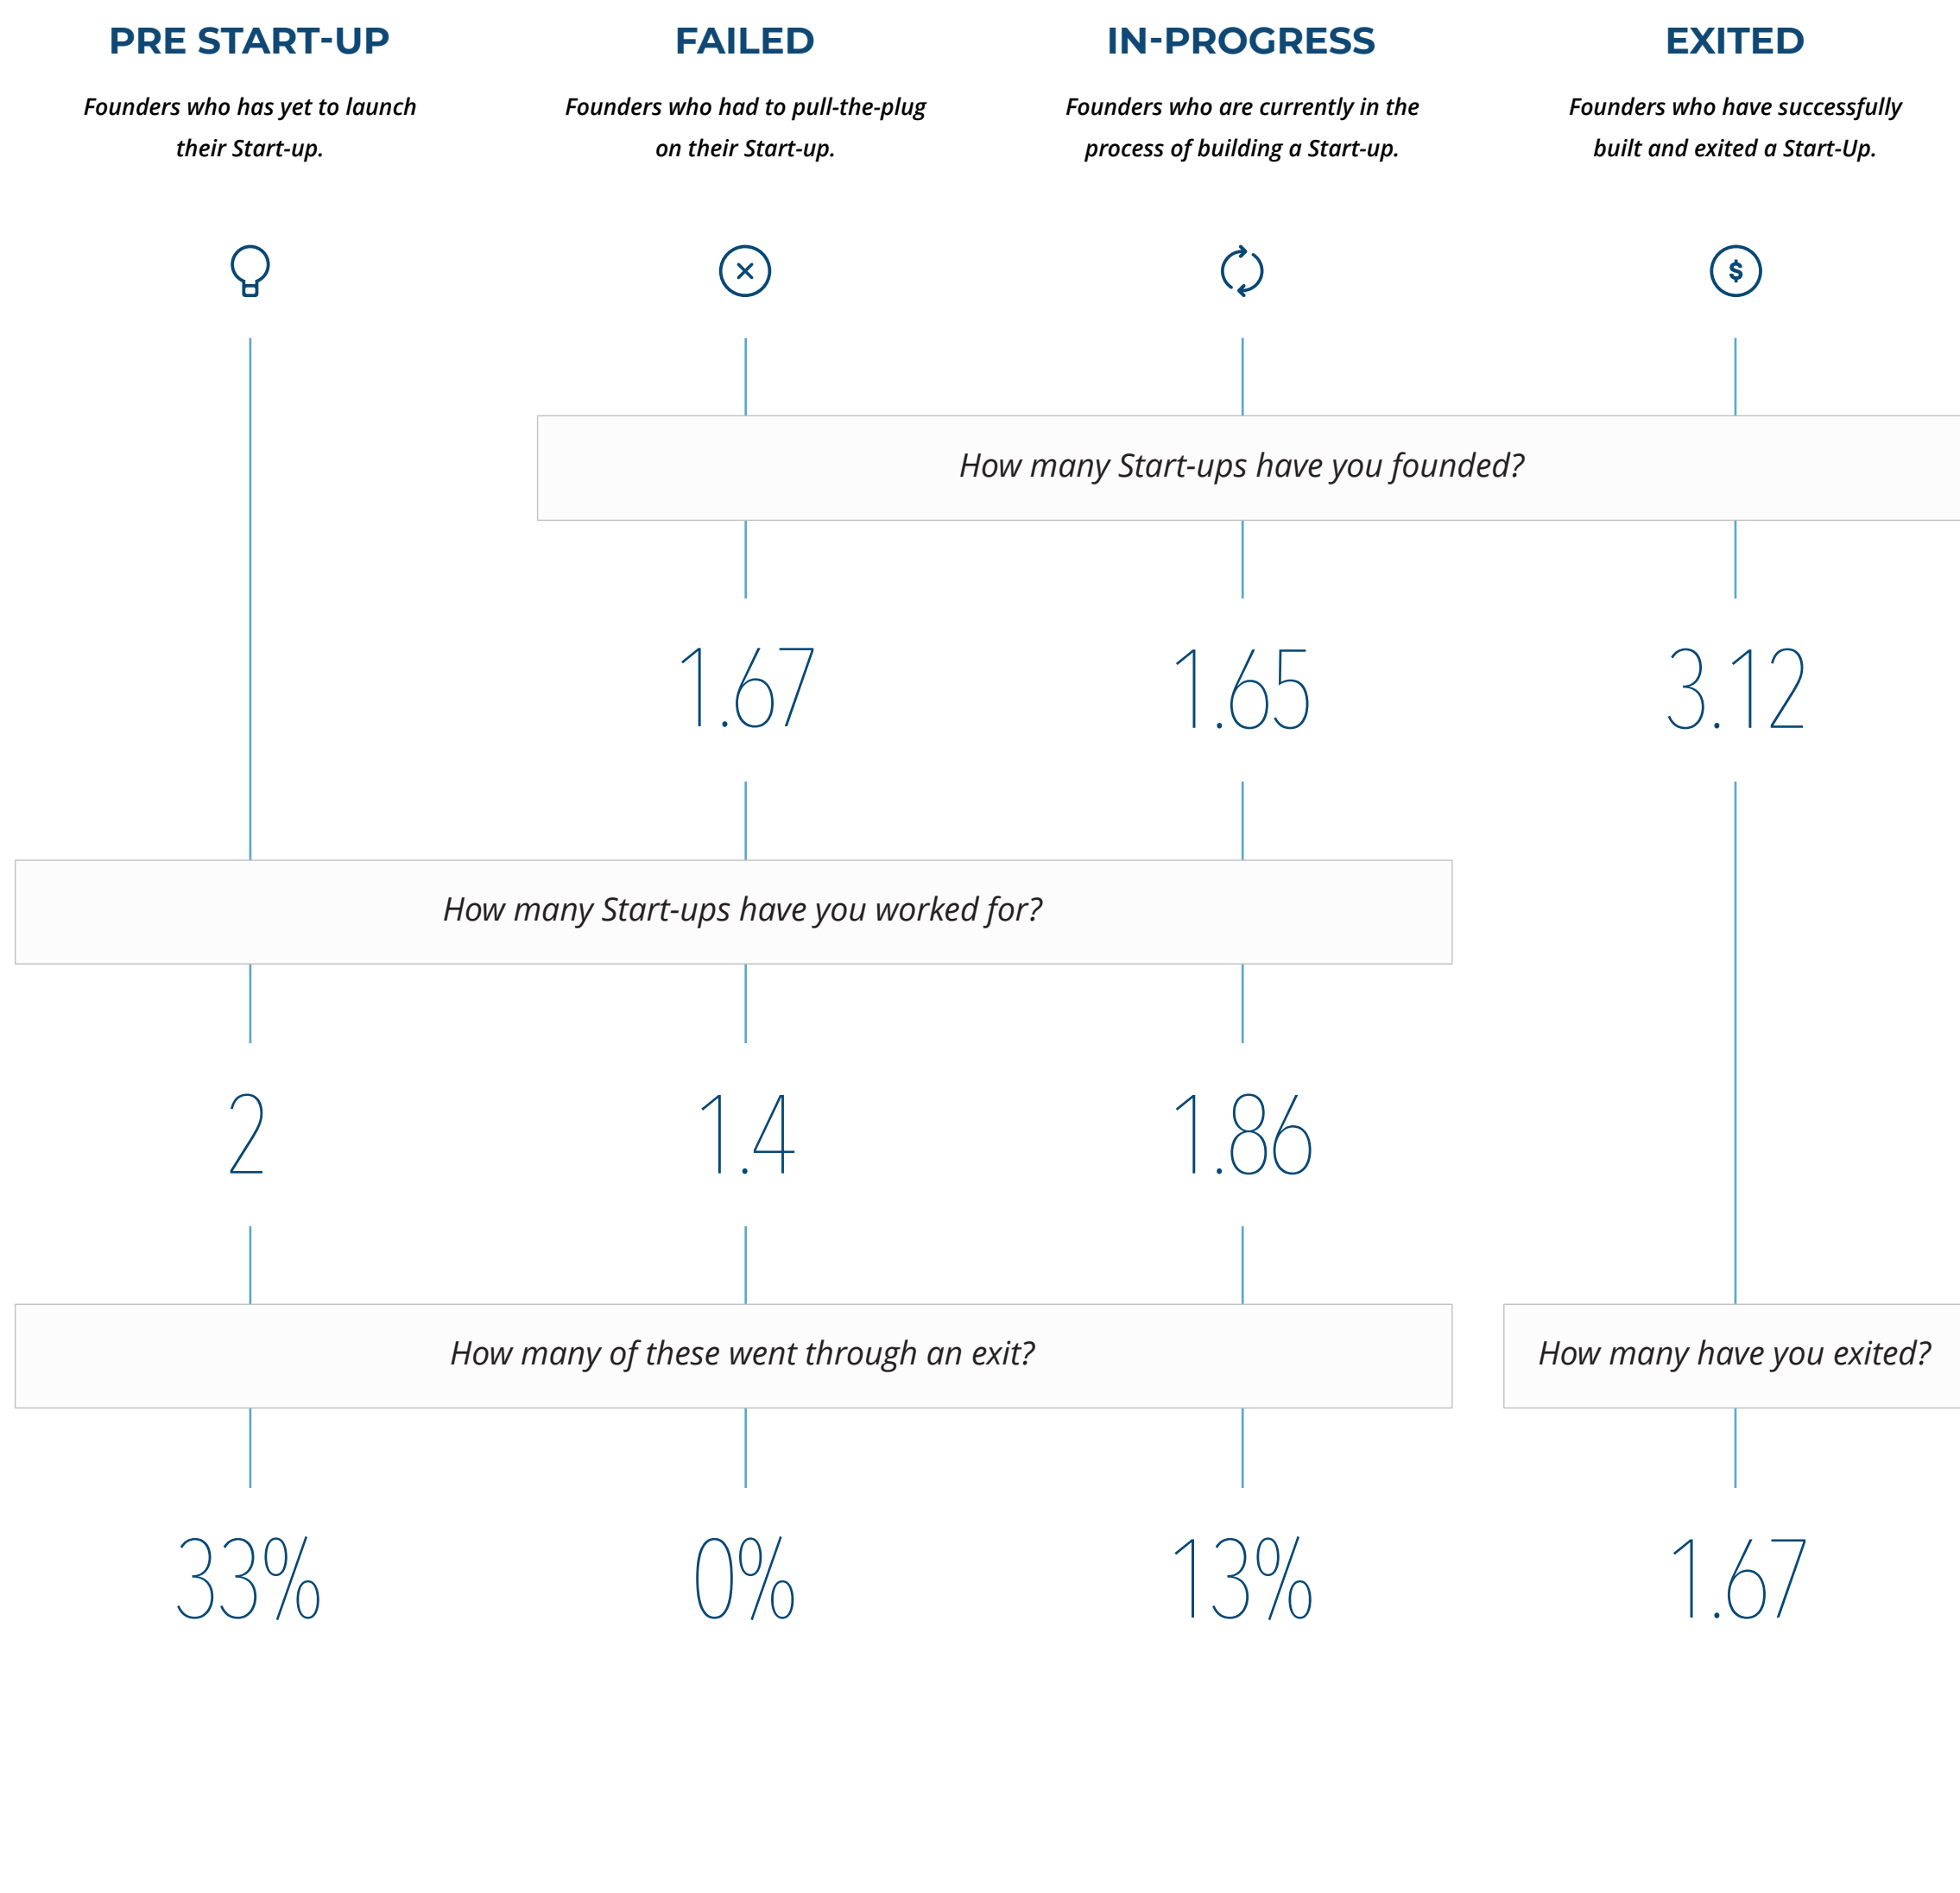 PRE START-UP
Founders who has yet to launch
their Start-up.
FAILED
Founders who had to pull-the-plug
on their Start-up.
IN-PROGRESS
Founders who are currently in the
process of building a Start-up.
EXITED
Founders who have successfully
built and exited a Start-Up.
$
How many Start-ups have you founded?
1.67
1.65
3.12
How many Start-ups have you worked for?
2
1.4
1.86
How many of these went through an exit?
How many have you exited?
33%
0%
13%
1.67